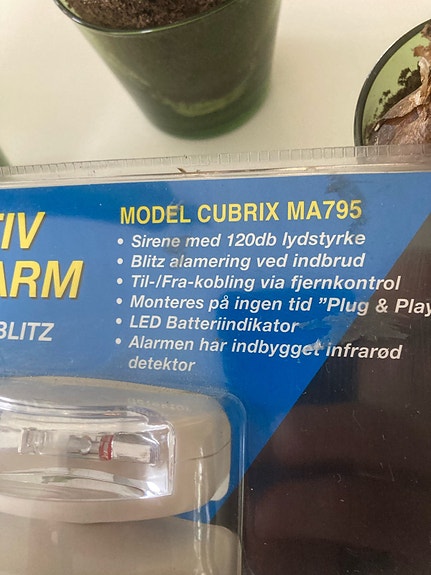 TIV
MODEL CUBRIX MA795
• Sirene med 120db lydstyrke
• Blitz alamering ved indbrud
ARM
• Til-/Fra-kobling via fjernkontrol
• Monteres på ingen tid "Plug & Play
BLITZ
• LED Batteriindikator
• Alarmen har indbygget infrarød
detektor